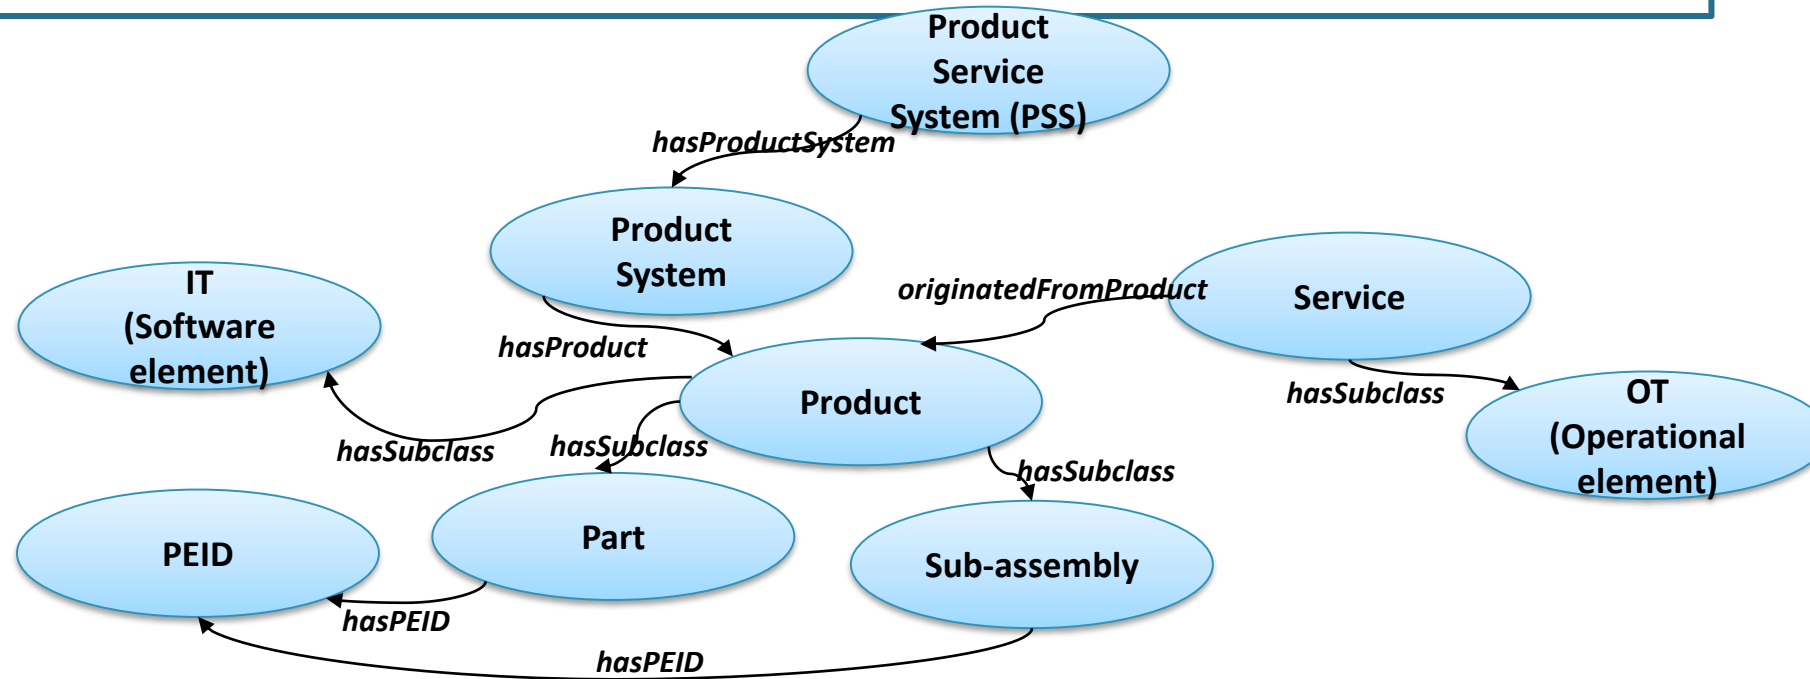 Product
Service
System (PSS)
hasProductSystem
Product
System
IT
(Software
element)
originatedFromProduct
Service
hasProduct
Product
hasSubclass
OT
(Operational
element)
hasSubclass
hasSubclass
hasSubclass
PEID
Part
Sub-assembly
hasPEID
hasPEID